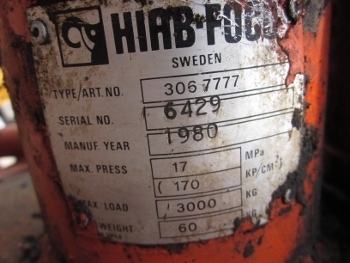 HIAB-FOCO
SWEDEN
TYPE/ART.NO. 306 7777
SERIAL NO. 6429
MANUF. YEAR 1980
MAX. PRESS 17 MPa
(170 KP/CM²)
MAX. LOAD 3000 KG
WEIGHT 60